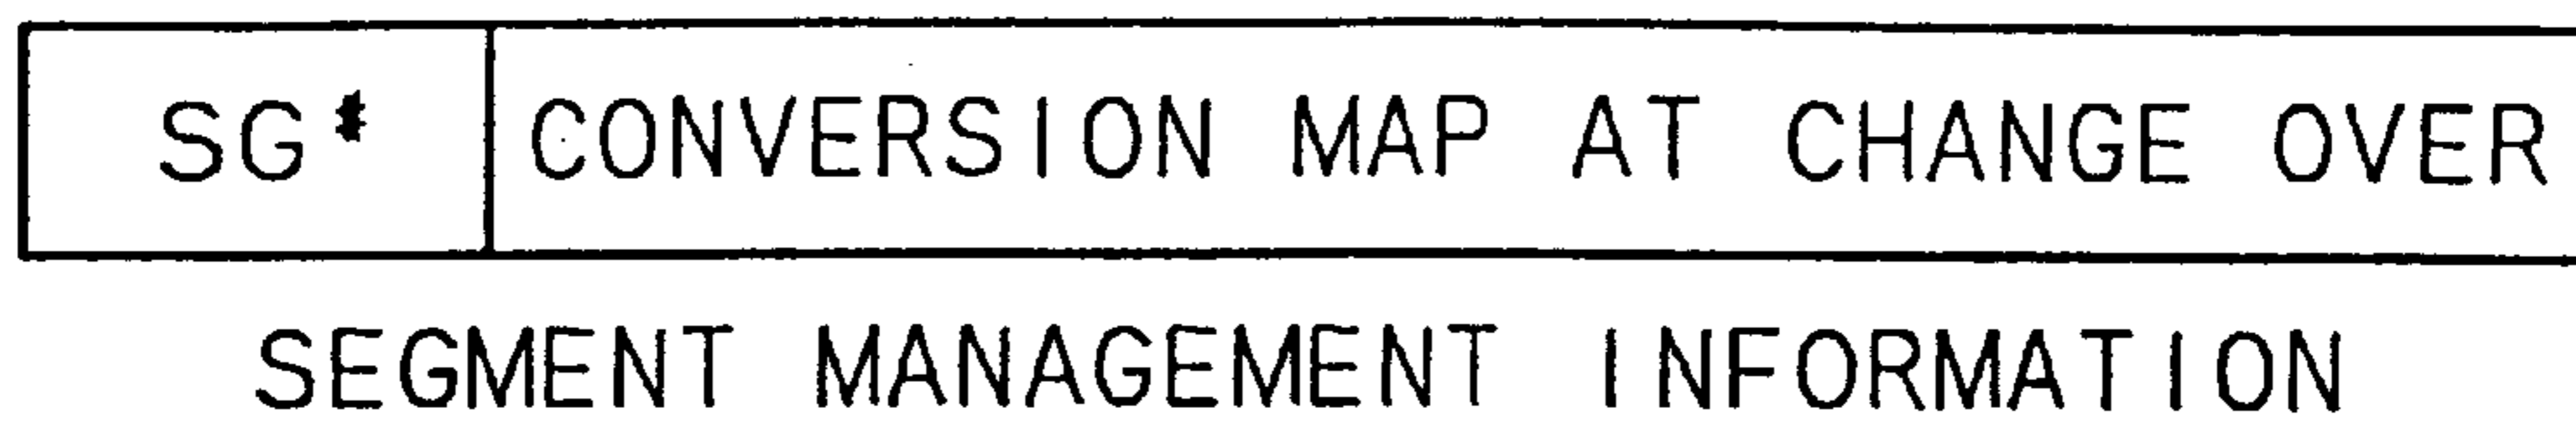 SG# CONVERSION MAP AT CHANGE OVER
SEGMENT MANAGEMENT INFORMATION